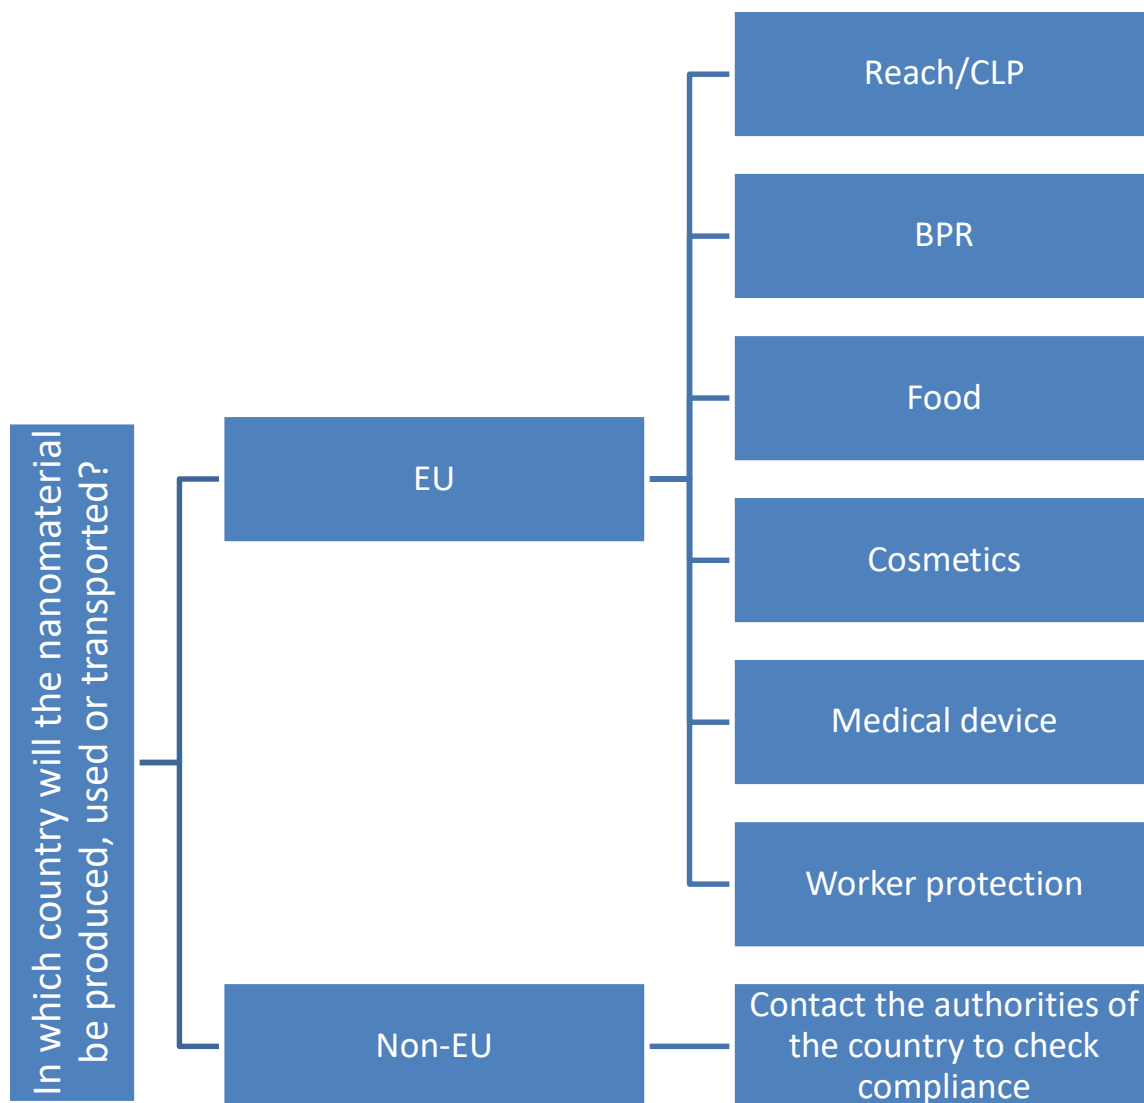 In which country will the nanomaterial
be produced, used or transported?
EU
Reach/CLP
BPR
Food
Cosmetics
Medical device
Worker protection
Non-EU
Contact the authorities of
the country to check
compliance